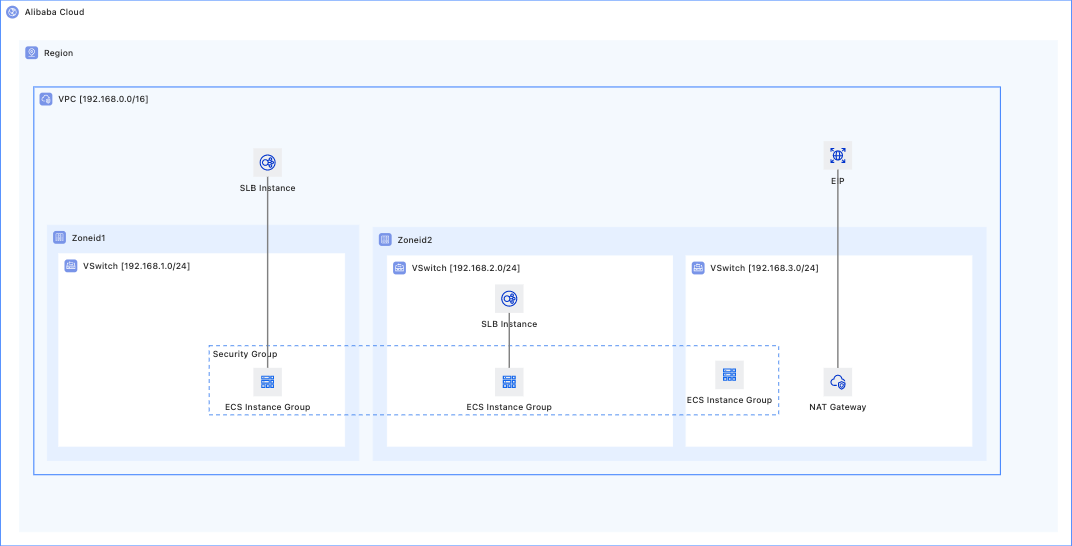 Alibaba Cloud
Region
VPC [192.168.0.0/16]
SLB Instance
EIP
Zoneid1
Zoneid2
VSwitch [192.168.1.0/24]
VSwitch [192.168.2.0/24]
VSwitch [192.168.3.0/24]
SLB Instance
Security Group
ECS Instance Group
ECS Instance Group
ECS Instance Group
NAT Gateway